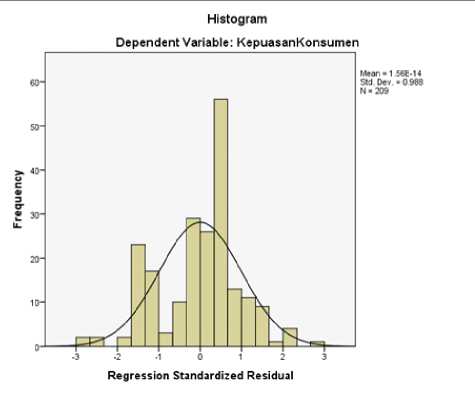 Histogram
Dependent Variable: KepuasanKonsumen
Mean = 1.56E-14
Std. Dev. = 0.988
N = 209
Frequency
60
50
40
30
20
10
0
-3 -2 -1 0 1 2 3
Regression Standardized Residual